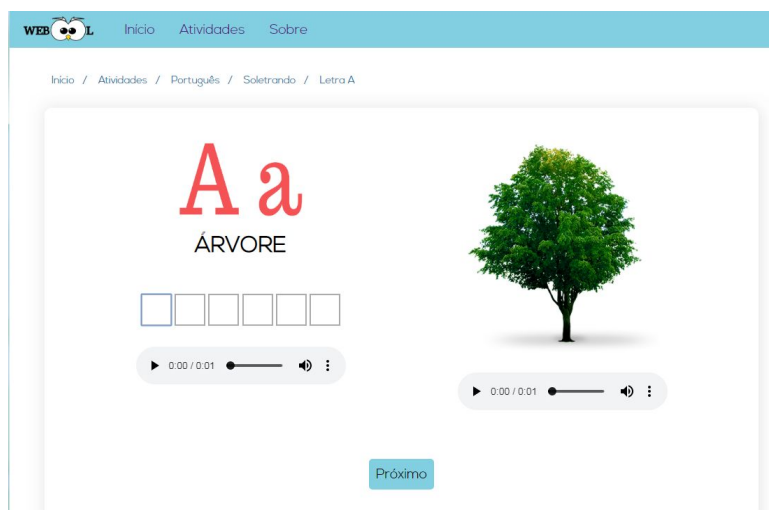 WEB L Início Atividades Sobre
Início / Atividades / Português / Soletrando / Letra A
A a
ÁRVORE
0:00 / 0:01
0:00 / 0:01
Próximo